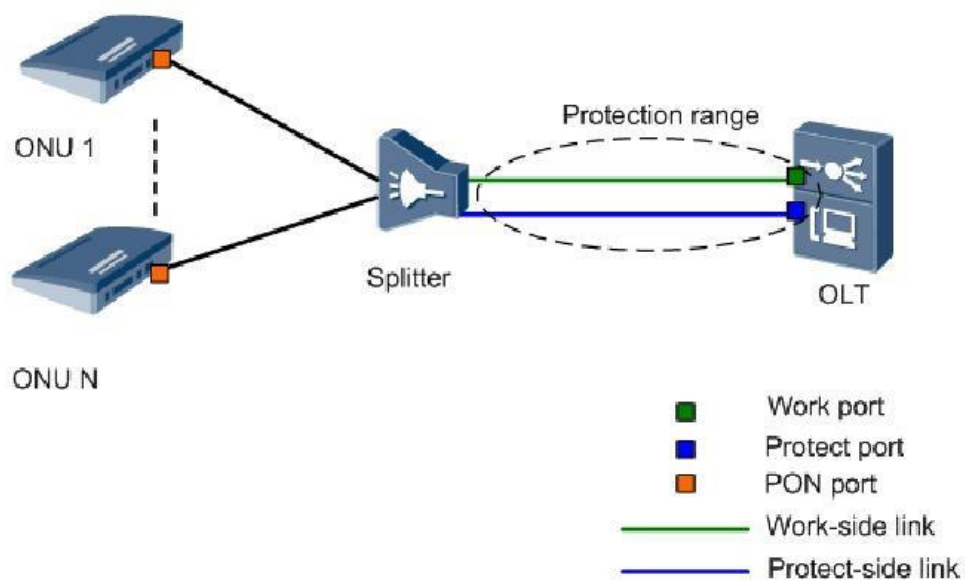 ONU 1
Protection range
Splitter
OLT
ONU N
Work port
Protect port
PON port
Work-side link
Protect-side link